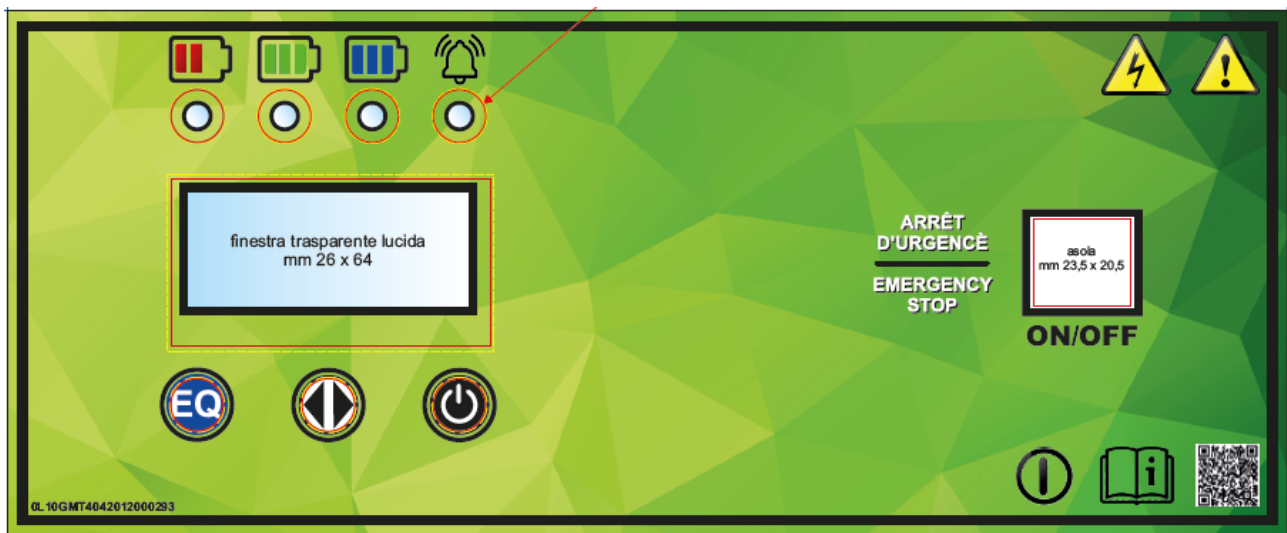 finestra trasparente lucida
mm 26 x 64
ARRÊT
D'URGENCÈ
EMERGENCY
STOP
asola
mm 23,5 x 20,5
ON/OFF
EQ
i
0L10GMT4042012000293